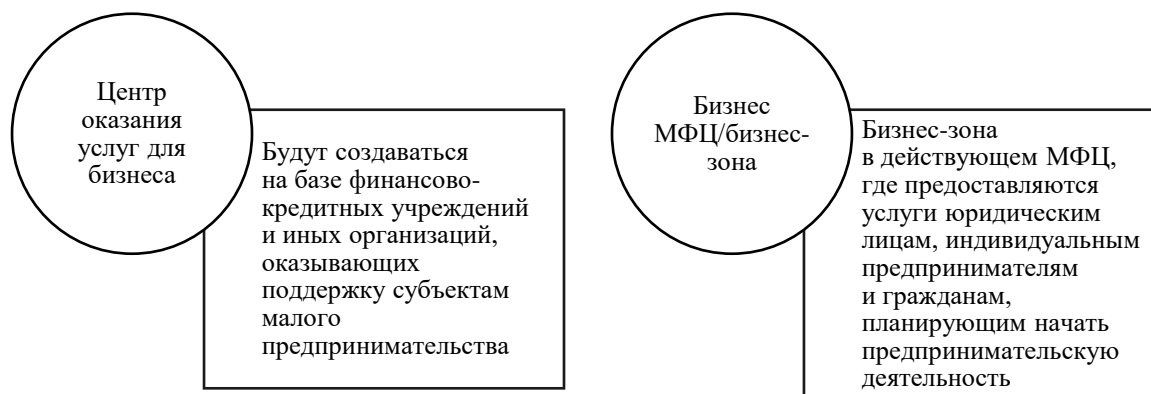 Центр
оказания
услуг для
бизнеса
Будут создаваться
на базе финансово-
кредитных учреждений
и иных организаций,
оказывающих
поддержку субъектам
малого
предпринимательства
Бизнес
МФЦ/бизнес-
зона
Бизнес-зона
в действующем МФЦ,
где предоставляются
услуги юридическим
лицам, индивидуальным
предпринимателям
и гражданам,
планирующим начать
предпринимательскую
деятельность